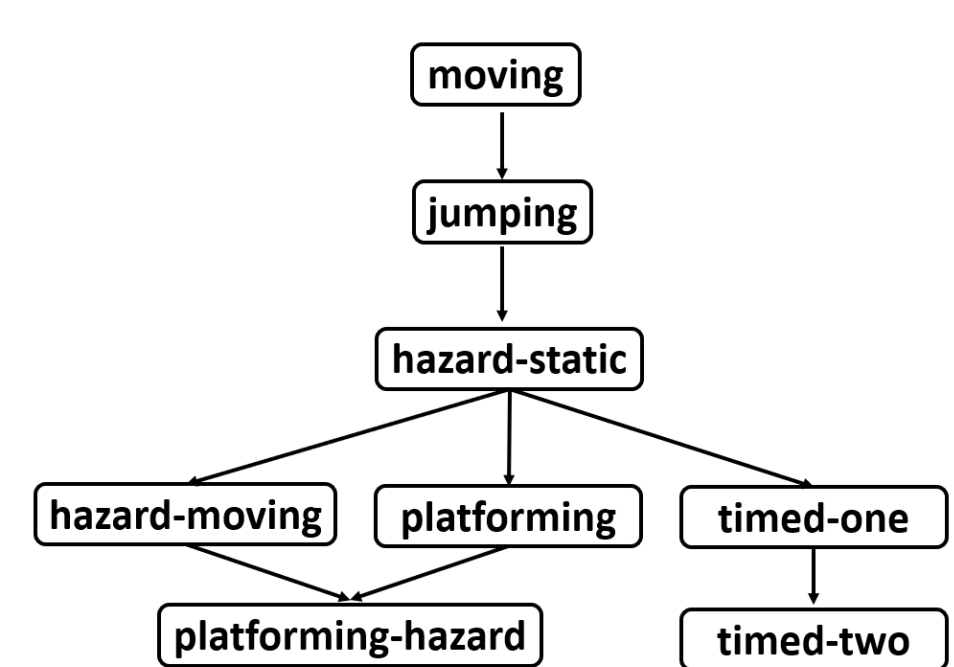 moving
jumping
hazard-static
hazard-moving
platforming
timed-one
platforming-hazard
timed-two